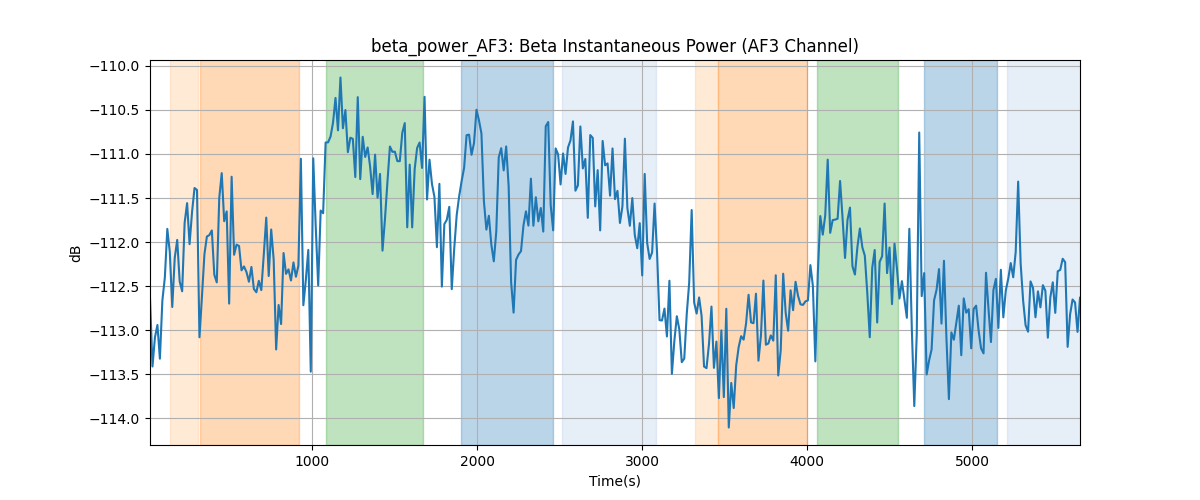 beta_power_AF3: Beta Instantaneous Power (AF3 Channel)
−110.0
−110.5
−111.0
−111.5
−112.0
−112.5
−113.0
−113.5
−114.0
dB
1000 2000 3000 4000 5000
Time(s)